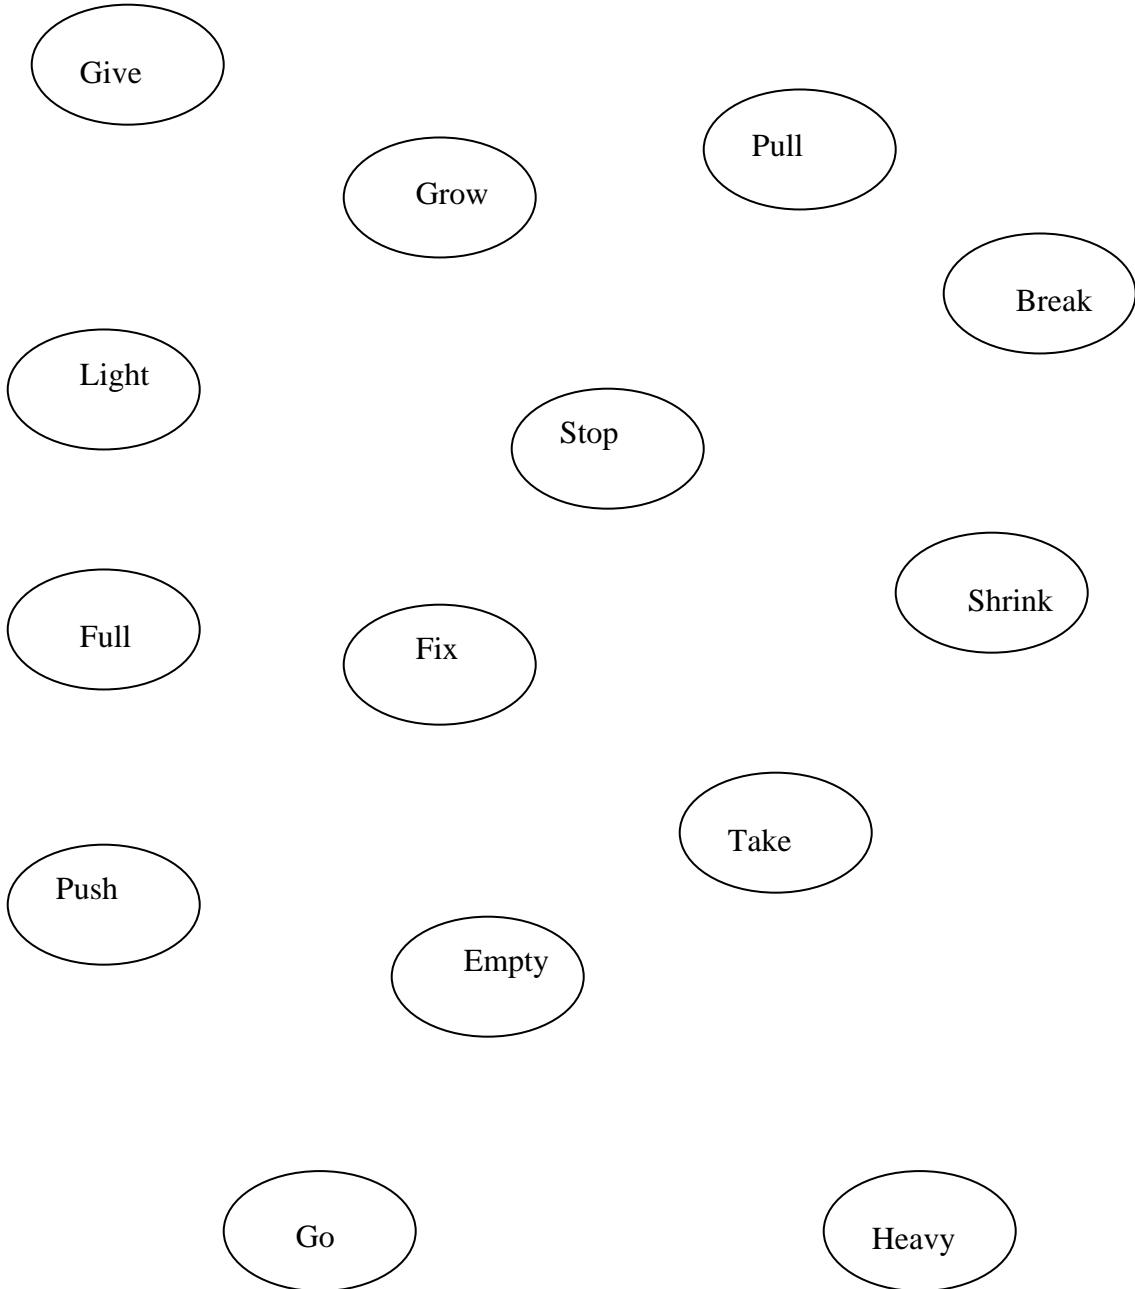 Give
Pull
Grow
Break
Light
Stop
Shrink
Full
Fix
Take
Push
Empty
Go
Heavy